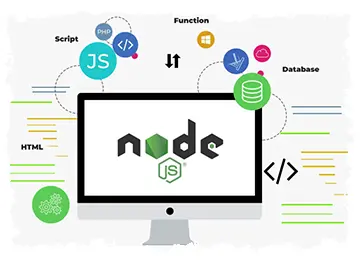 Function
Script
PHP
</>
JS
Database
HTML
node
JS
®
</>